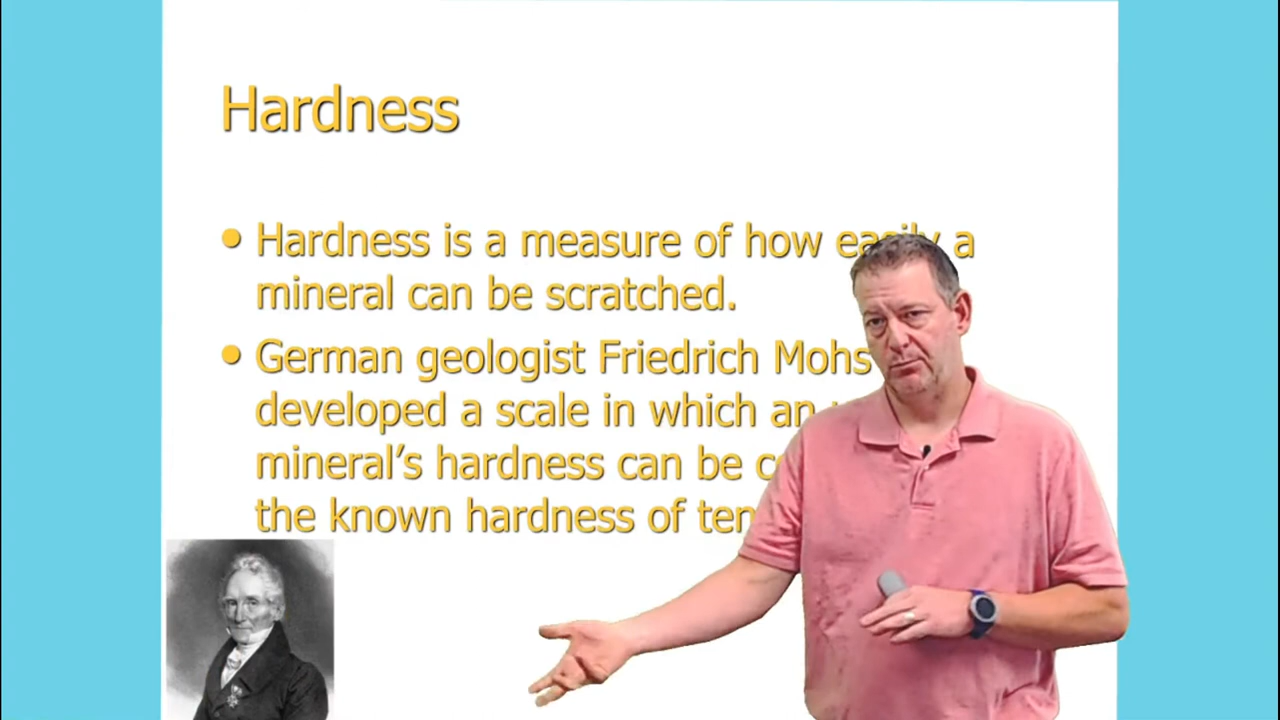 Hardness
• Hardness is a measure of how easily a
mineral can be scratched.
• German geologist Friedrich Mohs
developed a scale in which an
mineral’s hardness can be
the known hardness of ten